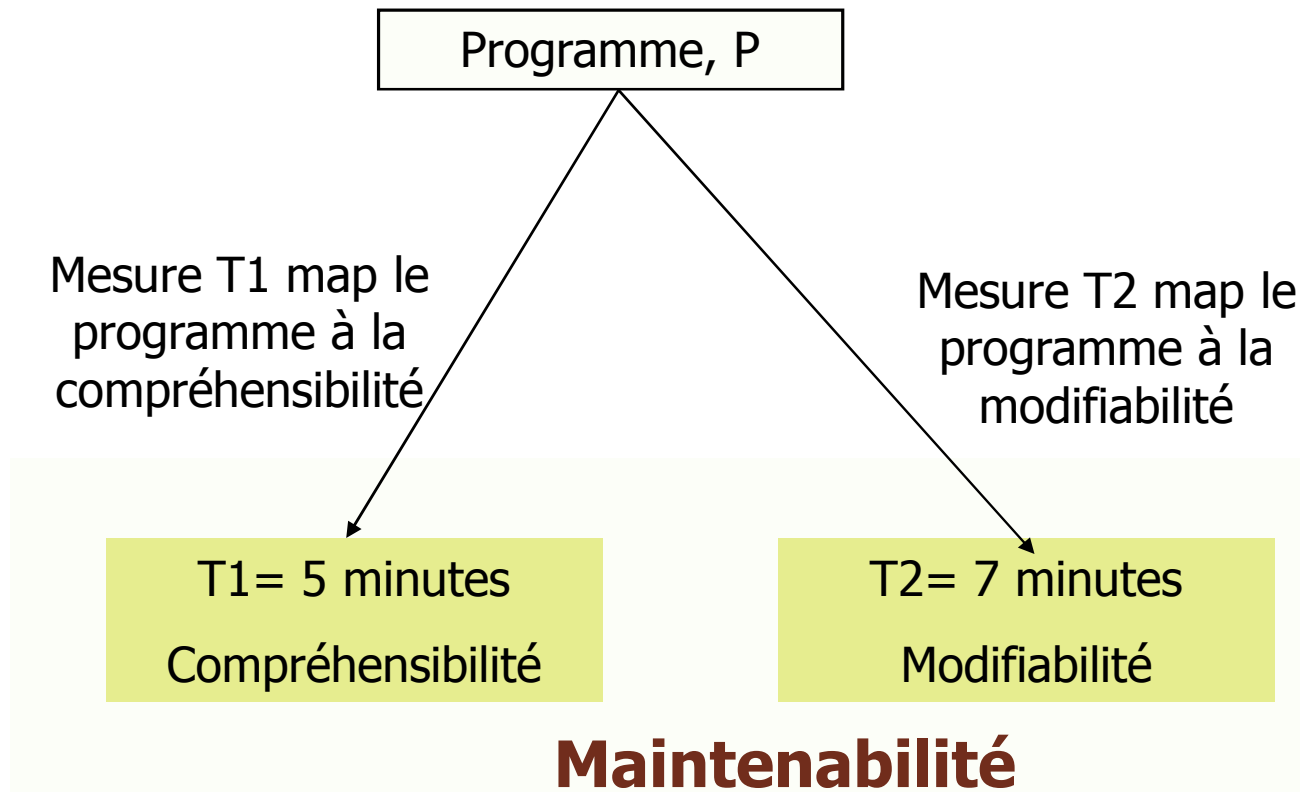 Programme, P
Mesure T1 map le
programme à la
compréhensibilité
Mesure T2 map le
programme à la
modifiabilité
T1= 5 minutes
Compréhensibilité
T2= 7 minutes
Modifiabilité
Maintenabilité